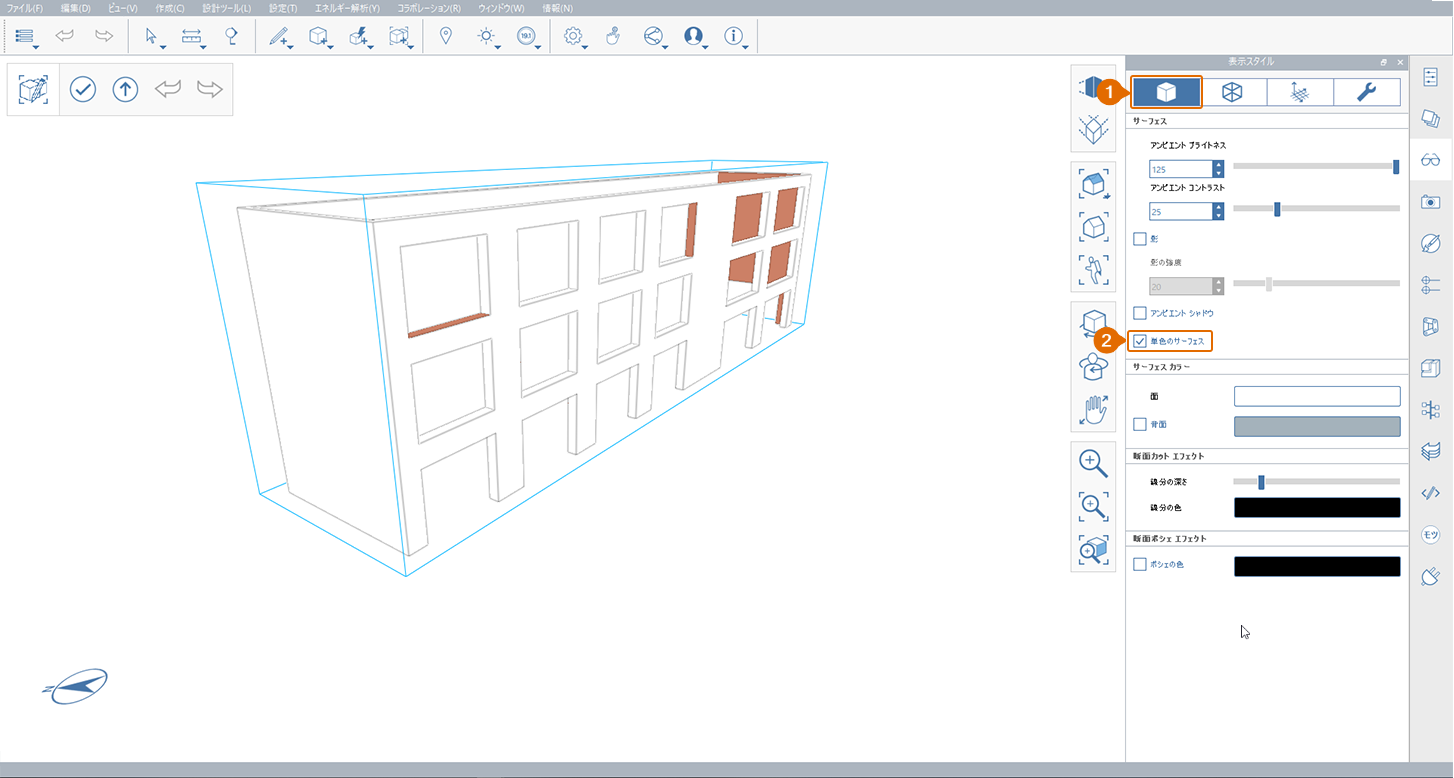 ファイル(F) 編集(D) ビュー(V) 作成(C) 設計ツール(L) 設定(T) エネルギー解析(Y) コラボレーション(R) ウィンドウ(W) 情報(N)
191
表示スタイル
1
サーフェス
アンビエント ブライトネス
125
アンビエント コントラスト
25
影
影の強度
20
アンビエント シャドウ
2
単色のサーフェス
サーフェス カラー
面
背面
断面カット エフェクト
線分の深さ
線分の色
モツ
断面ポシェ エフェクト
ポシェの色
N